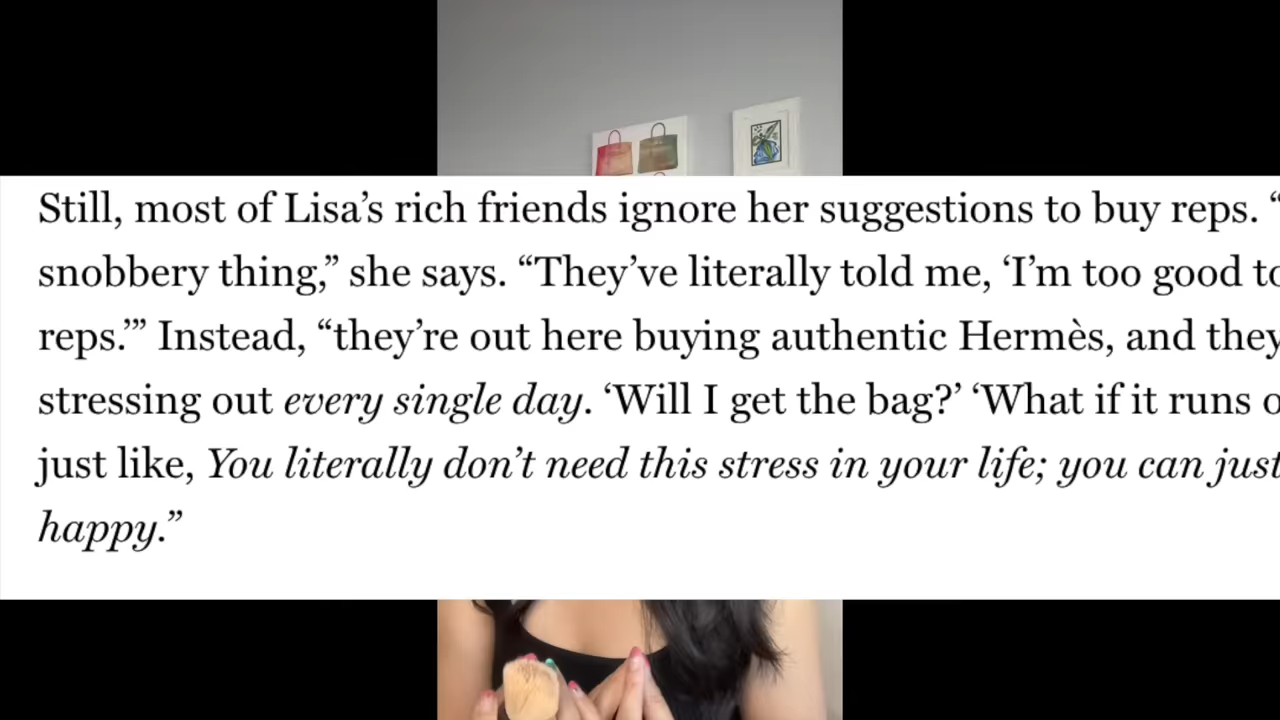 Still, most of Lisa’s rich friends ignore her suggestions to buy reps. “
snobbery thing,” she says. “They’ve literally told me, ‘I’m too good to
reps.’” Instead, “they’re out here buying authentic Hermès, and they
stressing out every single day. ‘Will I get the bag?’ ‘What if it runs o
just like, You literally don’t need this stress in your life; you can just
happy.”